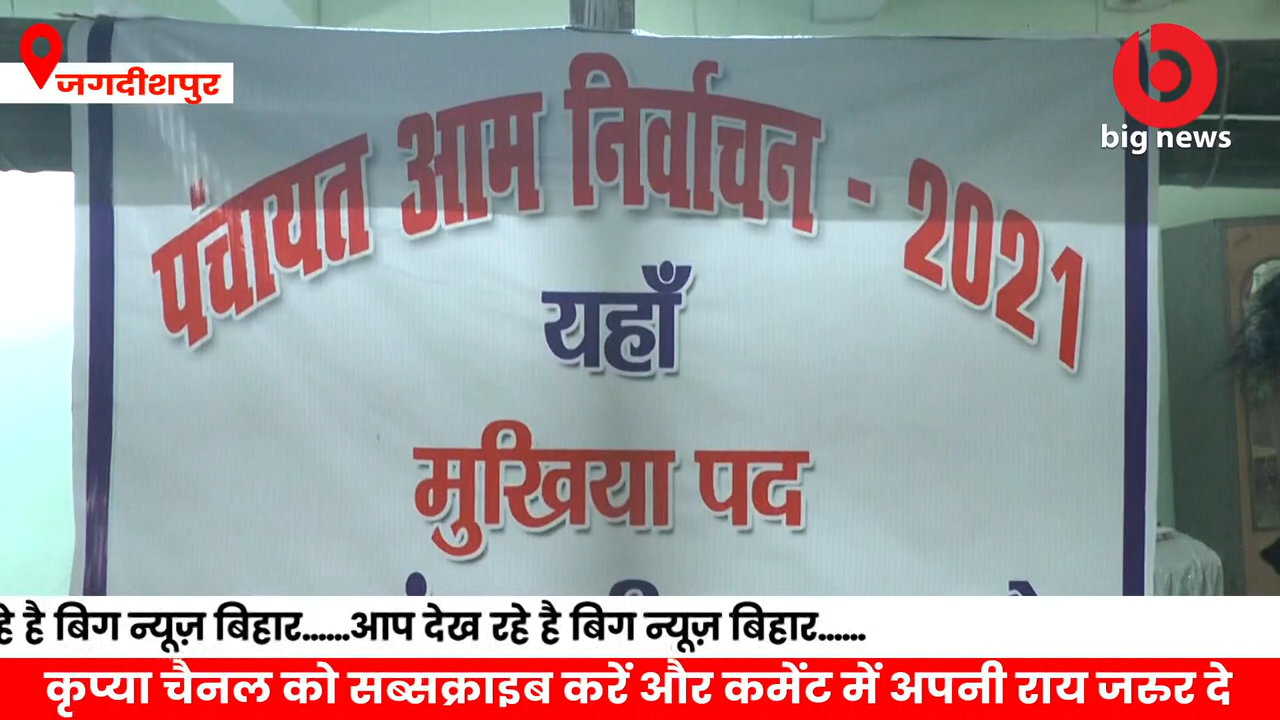 जगदीशपुर
big news
पंचायत आम निर्वाचन - 2021
यहाँ
मुखिया पद
है बिग न्यूज़ बिहार......आप देख रहे है बिग न्यूज़ बिहार......
कृप्या चैनल को सब्सक्राइब करें और कमेंट में अपनी राय जरुर दे